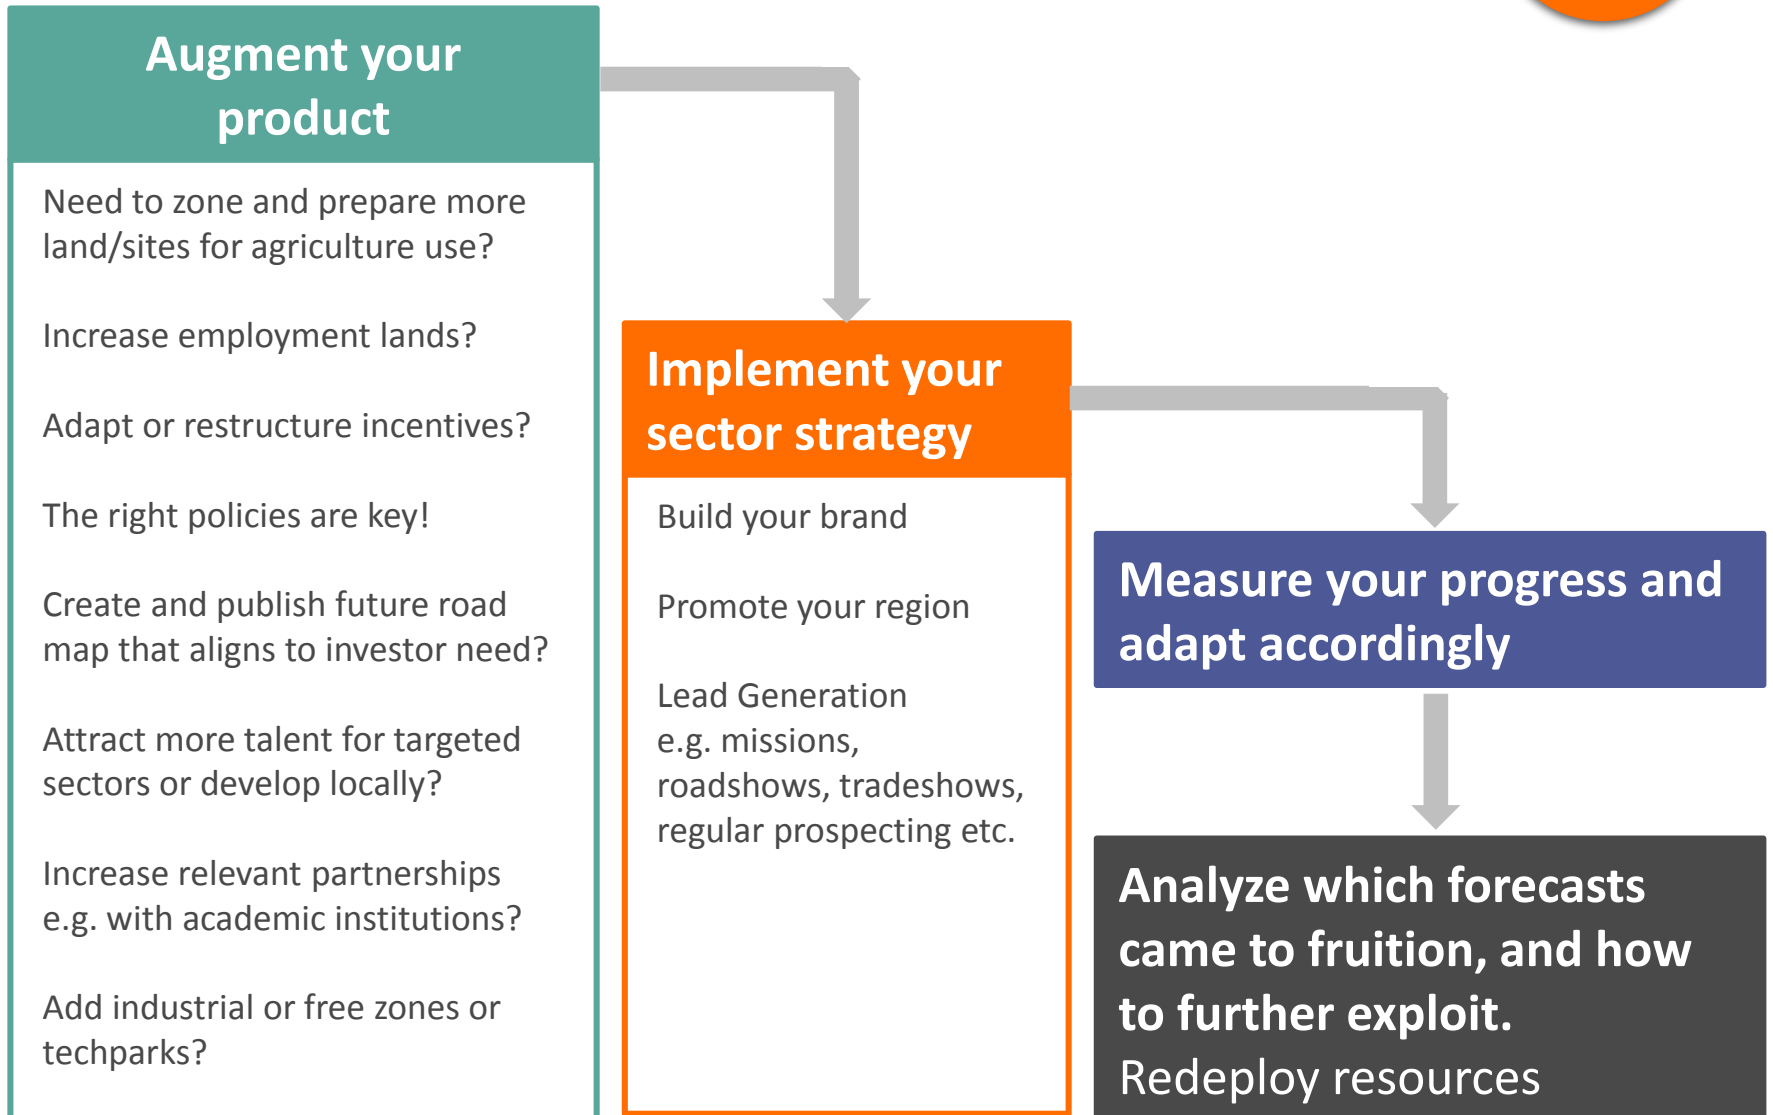 Augment your
product
Need to zone and prepare more
land/sites for agriculture use?
Increase employment lands?
Adapt or restructure incentives?
The right policies are key!
Create and publish future road
map that aligns to investor need?
Attract more talent for targeted
sectors or develop locally?
Increase relevant partnerships
e.g. with academic institutions?
Add industrial or free zones or
techparks?
Implement your
sector strategy
Build your brand
Promote your region
Lead Generation
e.g. missions,
roadshows, tradeshows,
regular prospecting etc.
Measure your progress and
adapt accordingly
Analyze which forecasts
came to fruition, and how
to further exploit.
Redeploy resources